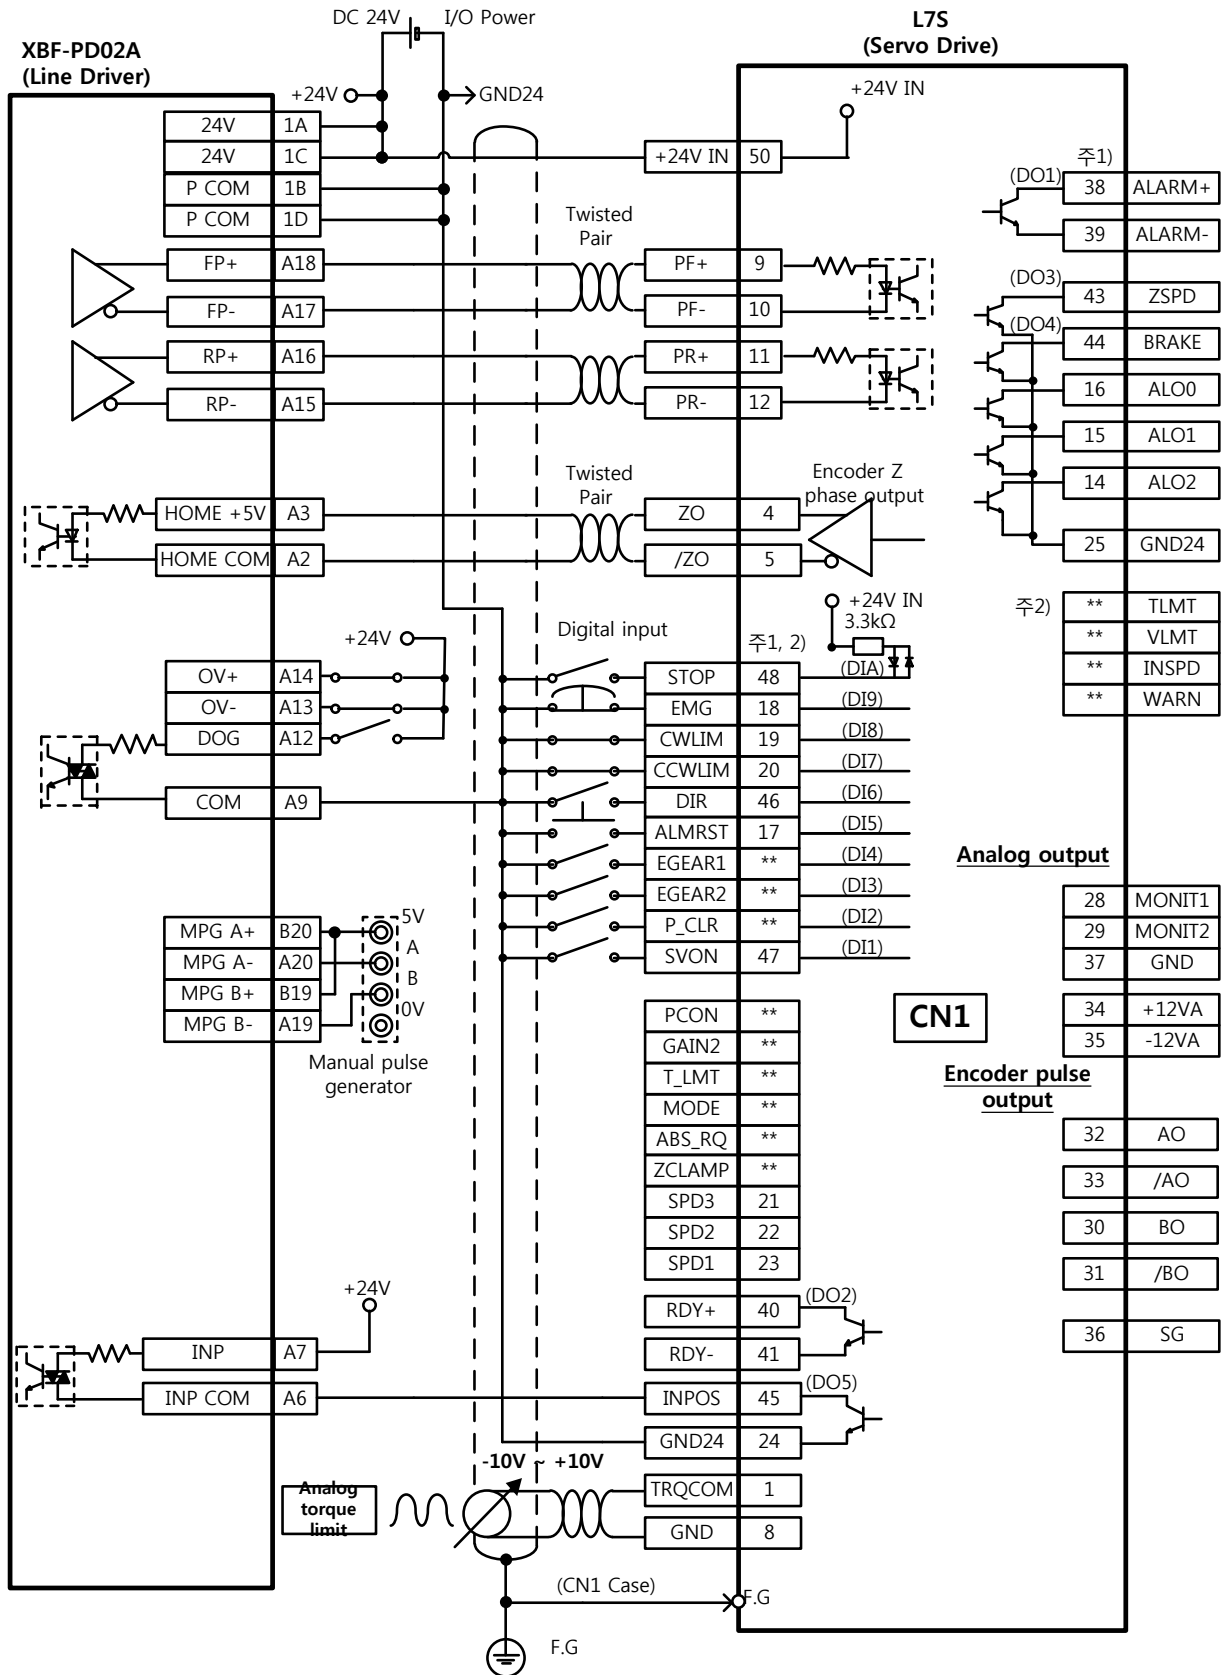 DC 24V
I/O Power
L7S
(Servo Drive)
XBF-PD02A
(Line Driver)
+24V
GND24
+24V IN
24V 1A
24V 1C
P COM 1B
P COM 1D
+24V IN 50
주1)
(DO1)
38 ALARM+
39 ALARM-
Twisted
Pair
FP+ A18
FP- A17
RP+ A16
RP- A15
PF+ 9
PF- 10
PR+ 11
PR- 12
(DO3)
43 ZSPD
(DO4)
44 BRAKE
16 ALO0
15 ALO1
14 ALO2
25 GND24
Twisted
Pair
Encoder Z
phase output
HOME +5V A3
HOME COM A2
ZO 4
/ZO 5
+24V IN
3.3kΩ
주2)
** TLMT
** VLMT
** INSPD
** WARN
+24V
Digital input
주1, 2)
OV+ A14
OV- A13
DOG A12
COM A9
STOP 48 (DIA)
EMG 18 (DI9)
CWLIM 19 (DI8)
CCWLIM 20 (DI7)
DIR 46 (DI6)
ALMRST 17 (DI5)
EGEAR1 ** (DI4)
EGEAR2 ** (DI3)
P_CLR ** (DI2)
SVON 47 (DI1)
Analog output
28 MONIT1
29 MONIT2
37 GND
34 +12VA
35 -12VA
MPG A+ B20
MPG A- A20
MPG B+ B19
MPG B- A19
5V
A
B
0V
Manual pulse
generator
PCON **
GAIN2 **
T_LMT **
MODE **
ABS_RQ **
ZCLAMP **
SPD3 21
SPD2 22
SPD1 23
CN1
Encoder pulse
output
32 AO
33 /AO
30 BO
31 /BO
36 SG
+24V
INP A7
INP COM A6
RDY+ 40 (DO2)
RDY- 41
INPOS 45 (DO5)
GND24 24
-10V ~ +10V
Analog
torque
limit
TRQCOM 1
GND 8
(CN1 Case)
F.G
F.G